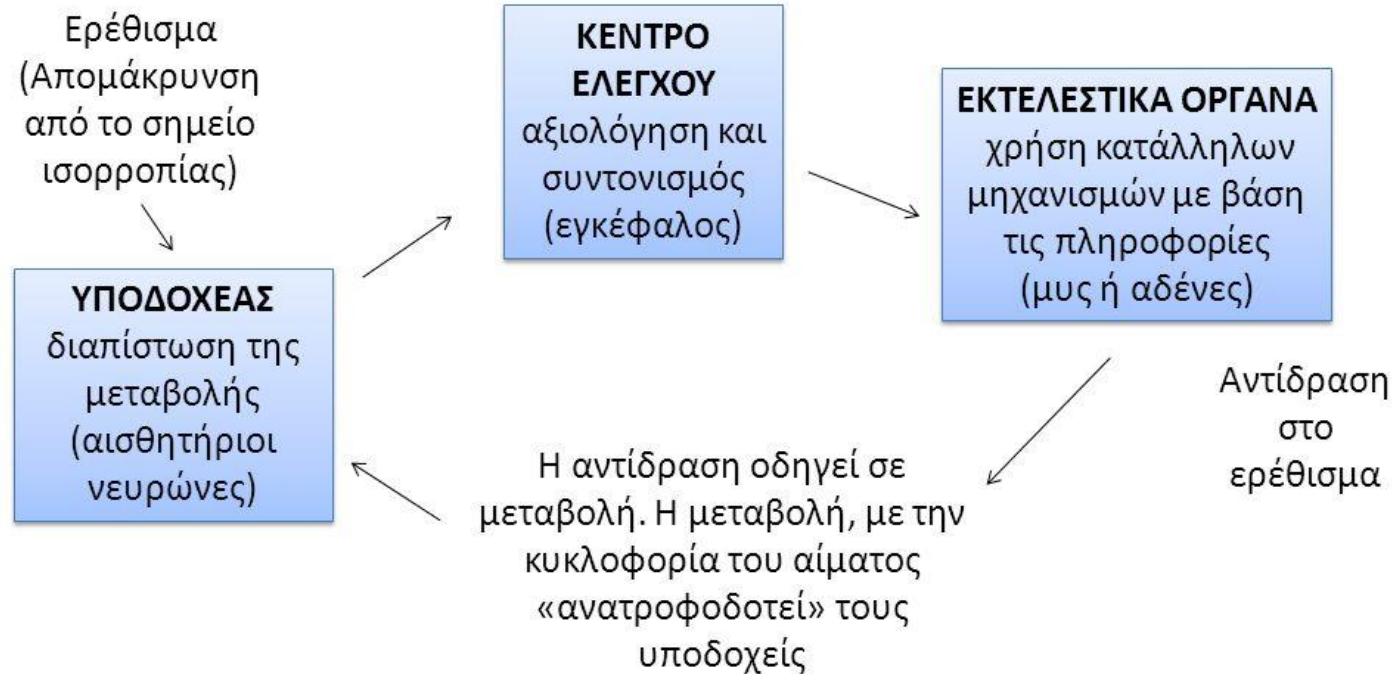 Ερέθισμα
(Απομάκρυνση
από το σημείο
ισορροπίας)
ΥΠΟΔΟΧΕΑΣ
διαπίστωση της
μεταβολής
(αισθητήριοι
νευρώνες)
ΚΕΝΤΡΟ
ΕΛΕΓΧΟΥ
αξιολόγηση και
συντονισμός
(εγκέφαλος)
ΕΚΤΕΛΕΣΤΙΚΑ ΟΡΓΑΝΑ
χρήση κατάλληλων
μηχανισμών με βάση
τις πληροφορίες
(μυς ή αδένες)
Αντίδραση
στο
ερέθισμα
Η αντίδραση οδηγεί σε
μεταβολή. Η μεταβολή, με την
κυκλοφορία του αίματος
«ανατροφοδοτεί» τους
υποδοχείς